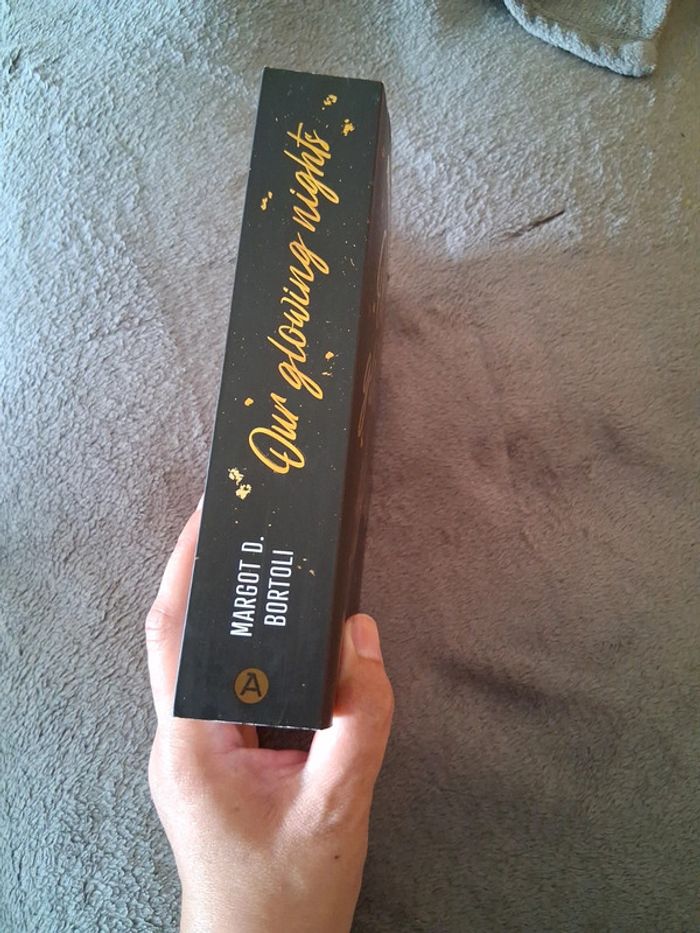 Our glowing nights
MARGOT D.
BORTOLI
A